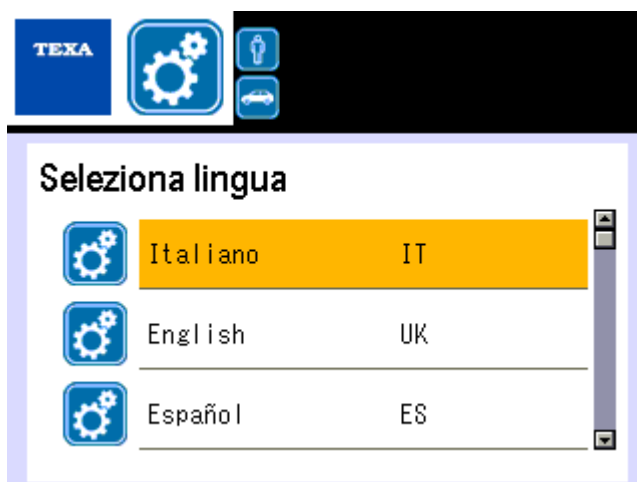 TEXA
Seleziona lingua
Italiano IT
English UK
Español ES